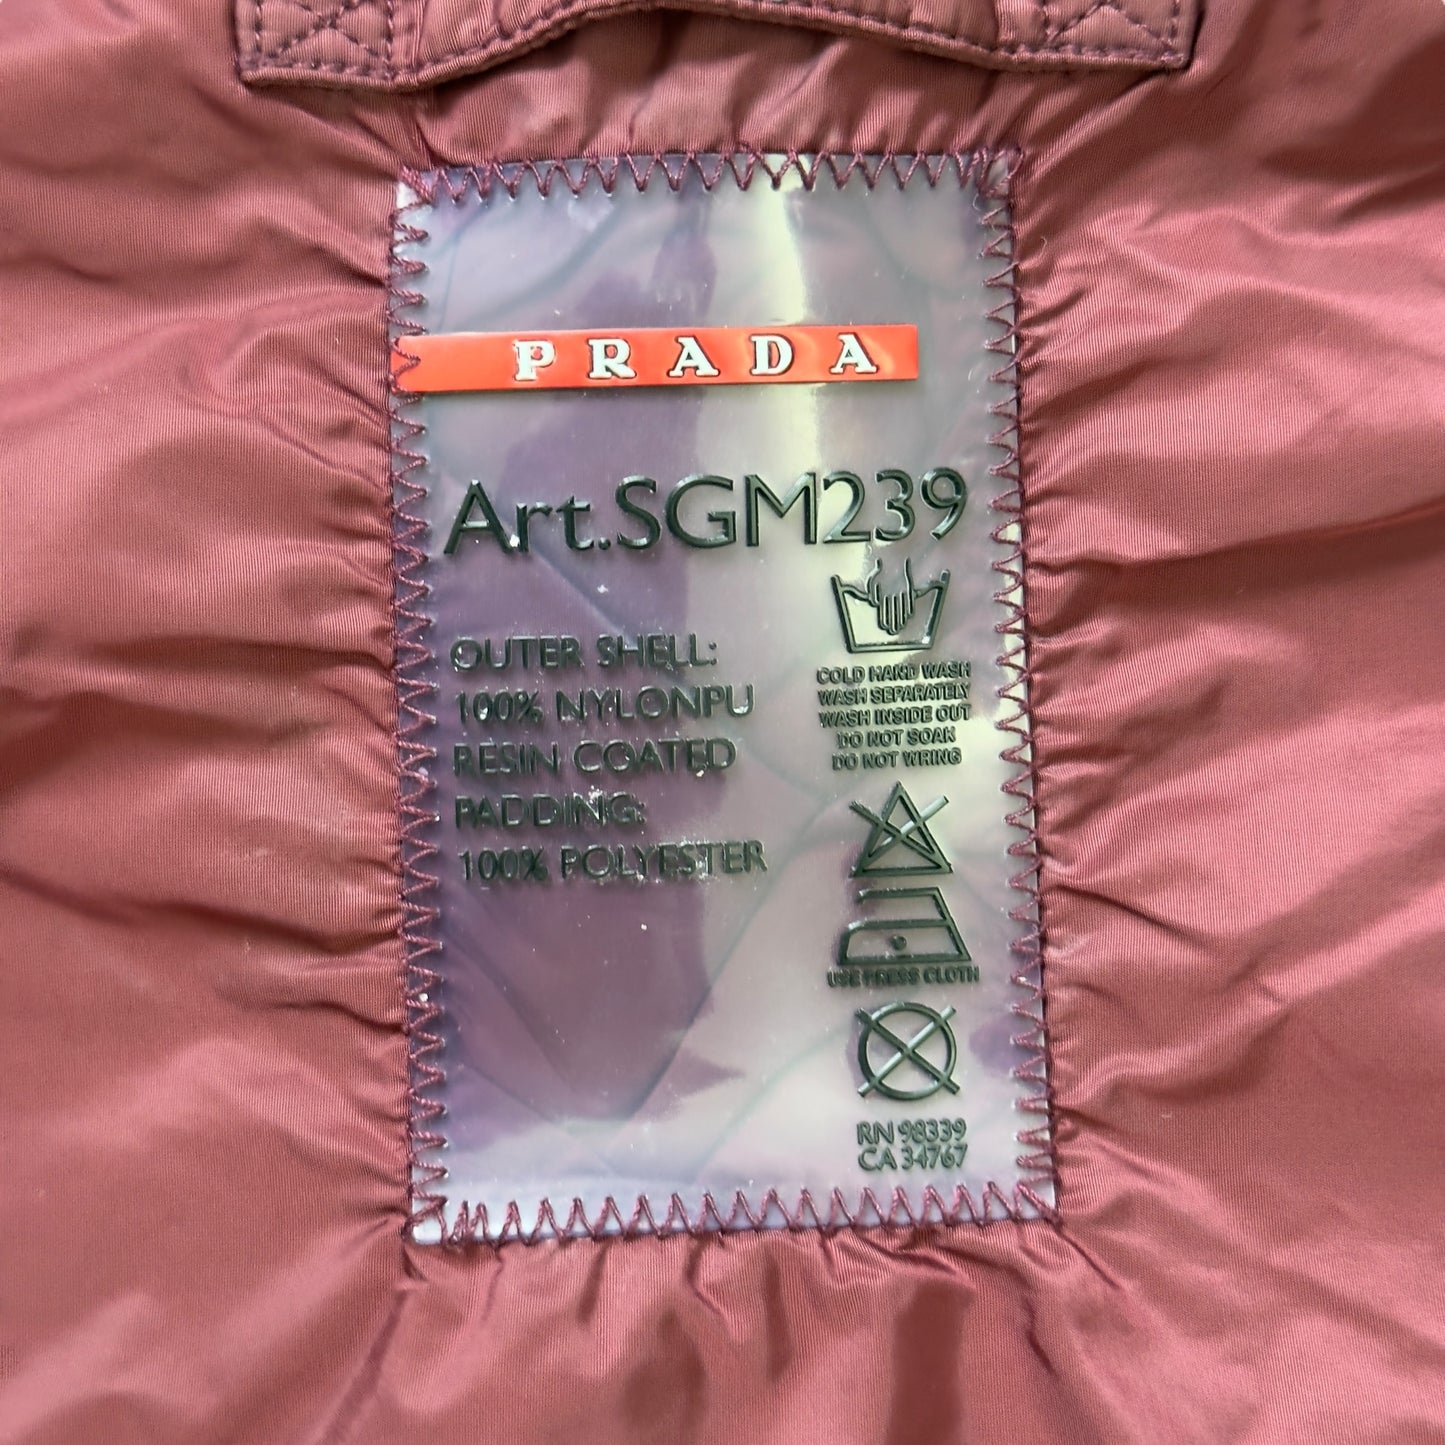 PRADA
Art.SGM239
OUTER SHELL:
100% NYLONPU
RESIN COATED
PADDING:
100% POLYESTER
COLD HAND WASH
WASH SEPARATELY
WASH INSIDE OUT
DO NOT SOAK
DO NOT WRING
USE PRESS CLOTH
RN 98339
CA 34767